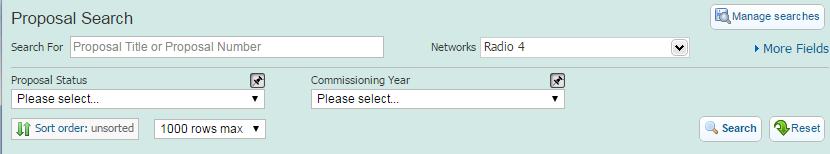 Proposal Search
Manage searches
Search For Proposal Title or Proposal Number Networks Radio 4 More Fields
Proposal Status Commissioning Year
Please select... Please select...
Sort order: unsorted 1000 rows max Search Reset